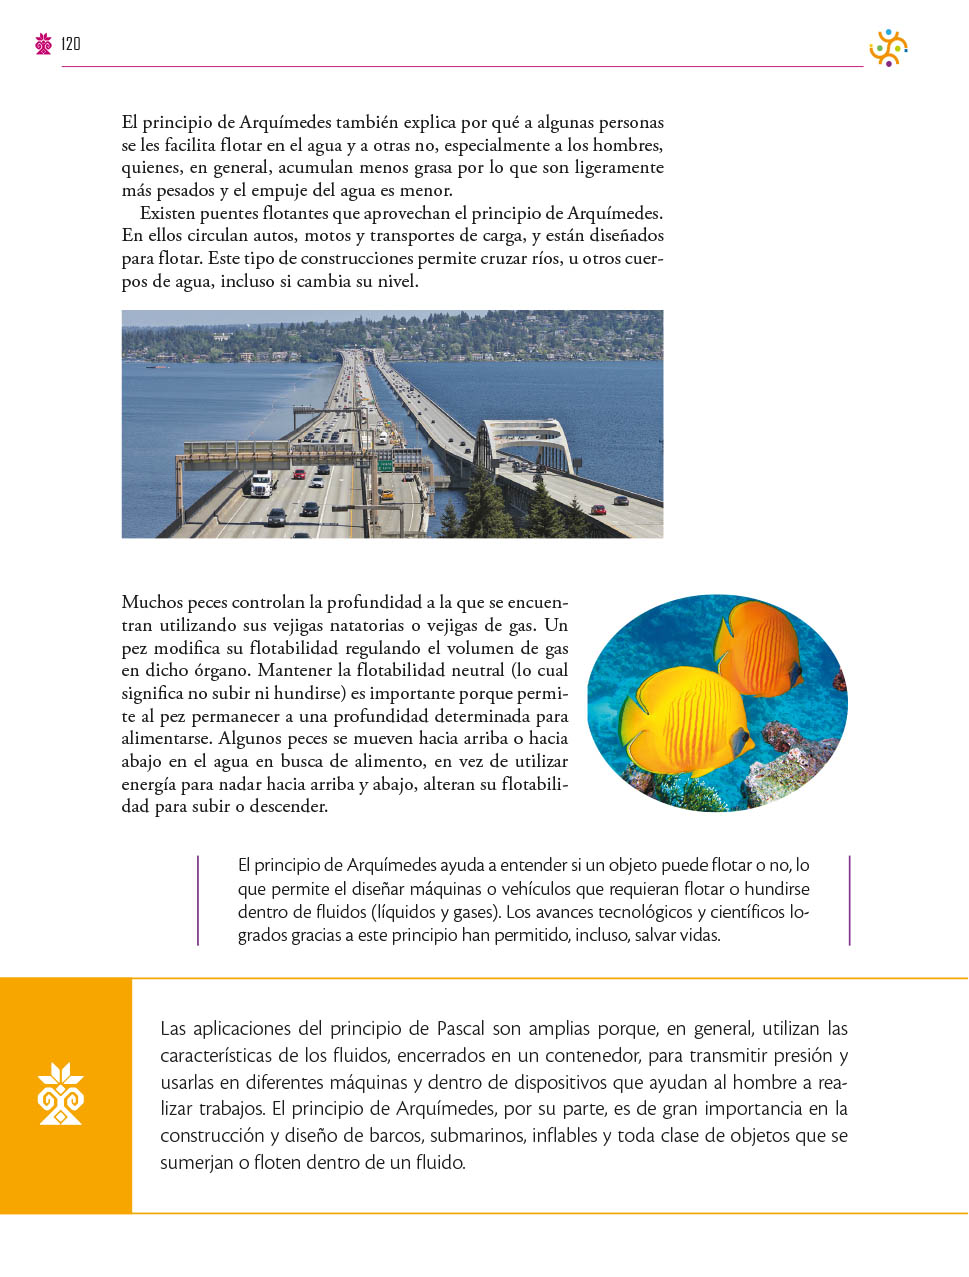 120
El principio de Arquímedes también explica por qué a algunas personas
se les facilita flotar en el agua y a otras no, especialmente a los hombres,
quienes, en general, acumulan menos grasa por lo que son ligeramente
más pesados y el empuje del agua es menor.
Existen puentes flotantes que aprovechan el principio de Arquímedes.
En ellos circulan autos, motos y transportes de carga, y están diseñados
para flotar. Este tipo de construcciones permite cruzar ríos, u otros cuer-
pos de agua, incluso si cambia su nivel.
Muchos peces controlan la profundidad a la que se encuen-
tran utilizando sus vejigas natatorias o vejigas de gas. Un
pez modifica su flotabilidad regulando el volumen de gas
en dicho órgano. Mantener la flotabilidad neutral (lo cual
significa no subir ni hundirse) es importante porque permi-
te al pez permanecer a una profundidad determinada para
alimentarse. Algunos peces se mueven hacia arriba o hacia
abajo en el agua en busca de alimento, en vez de utilizar
energía para nadar hacia arriba y abajo, alteran su flotabili-
dad para subir o descender.
El principio de Arquímedes ayuda a entender si un objeto puede flotar o no, lo
que permite el diseñar máquinas o vehículos que requieran flotar o hundirse
dentro de fluidos (líquidos y gases). Los avances tecnológicos y científicos lo-
grados gracias a este principio han permitido, incluso, salvar vidas.
Las aplicaciones del principio de Pascal son amplias porque, en general, utilizan las
características de los fluidos, encerrados en un contenedor, para transmitir presión y
usarlas en diferentes máquinas y dentro de dispositivos que ayudan al hombre a rea-
lizar trabajos. El principio de Arquímedes, por su parte, es de gran importancia en la
construcción y diseño de barcos, submarinos, inflables y toda clase de objetos que se
sumerjan o floten dentro de un fluido.